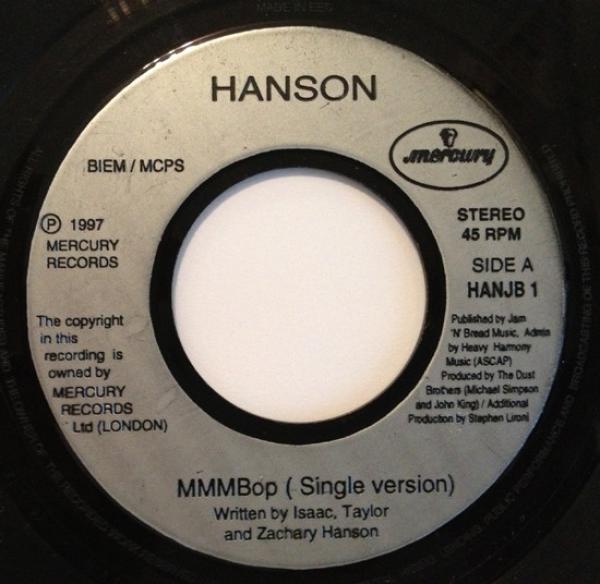 MADE IN EEC
HANSON
BIEM / MCPS
mercury
℗ 1997
MERCURY
RECORDS
STEREO
45 RPM
SIDE A
HANJB 1
The copyright
in this
recording is
owned by
MERCURY
RECORDS
Ltd (LONDON)
Published by Jam
'N' Bread Music, Admin
by Heavy Harmony
Music (ASCAP)
Produced by The Dust
Brothers (Michael Simpson
and John King) / Additional
Production by Stephen Lironi
MMMBop ( Single version)
Written by Isaac, Taylor
and Zachary Hanson